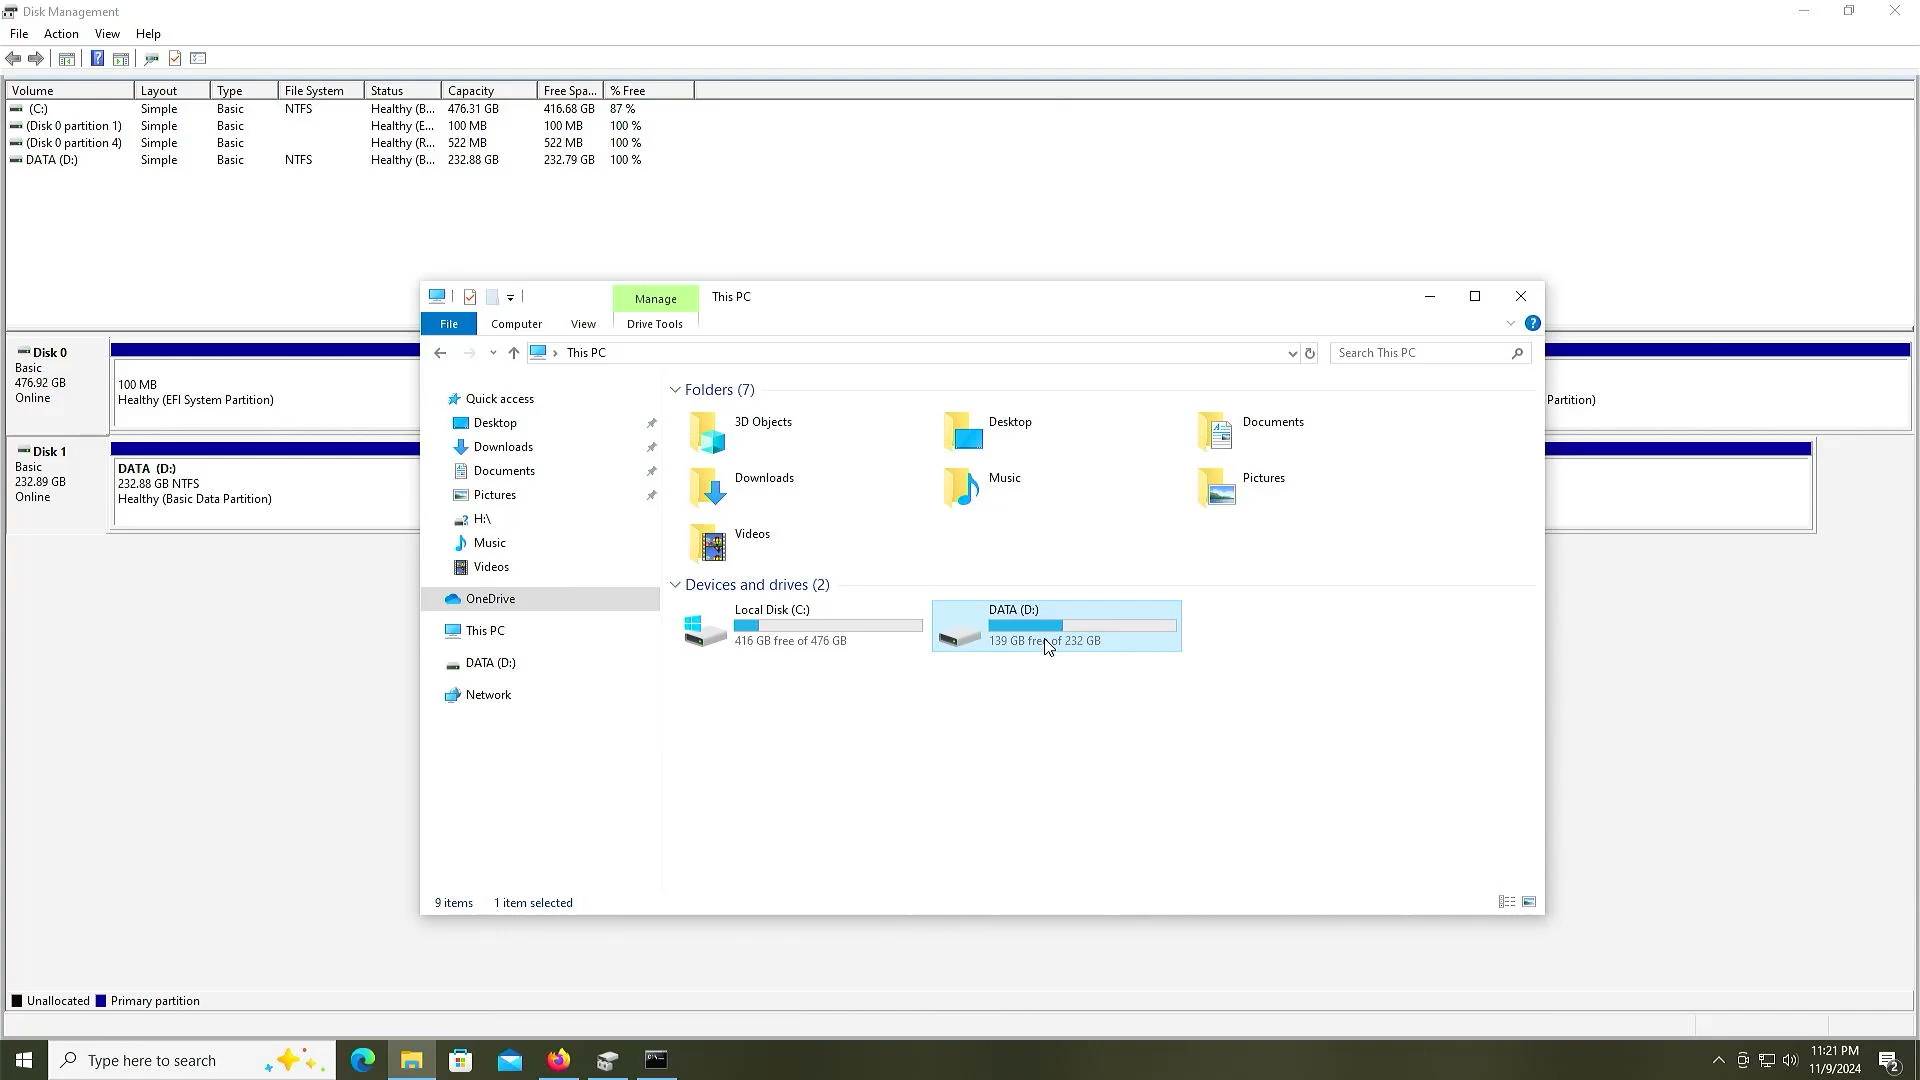 Disk Management
File Action View Help
Volume Layout Type File System Status Capacity Free Spa... % Free
(C:) Simple Basic NTFS Healthy (B... 476.31 GB 416.68 GB 87 %
(Disk 0 partition 1) Simple Basic Healthy (E... 100 MB 100 MB 100 %
(Disk 0 partition 4) Simple Basic Healthy (R... 522 MB 522 MB 100 %
DATA (D:) Simple Basic NTFS Healthy (B... 232.88 GB 232.79 GB 100 %
Disk 0
Basic
476.92 GB
Online
100 MB
Healthy (EFI System Partition)
Partition)
Disk 1
Basic
232.89 GB
Online
DATA (D:)
232.88 GB NTFS
Healthy (Basic Data Partition)
Manage This PC
File Computer View Drive Tools
This PC
Search This PC
Quick access
Desktop
Downloads
Documents
Pictures
H:\
Music
Videos
OneDrive
This PC
DATA (D:)
Network
Folders (7)
3D Objects Desktop Documents
Downloads Music Pictures
Videos
Devices and drives (2)
Local Disk (C:)
416 GB free of 476 GB
DATA (D:)
139 GB free of 232 GB
9 items 1 item selected
Unallocated Primary partition
Type here to search
11:21 PM
11/9/2024
2